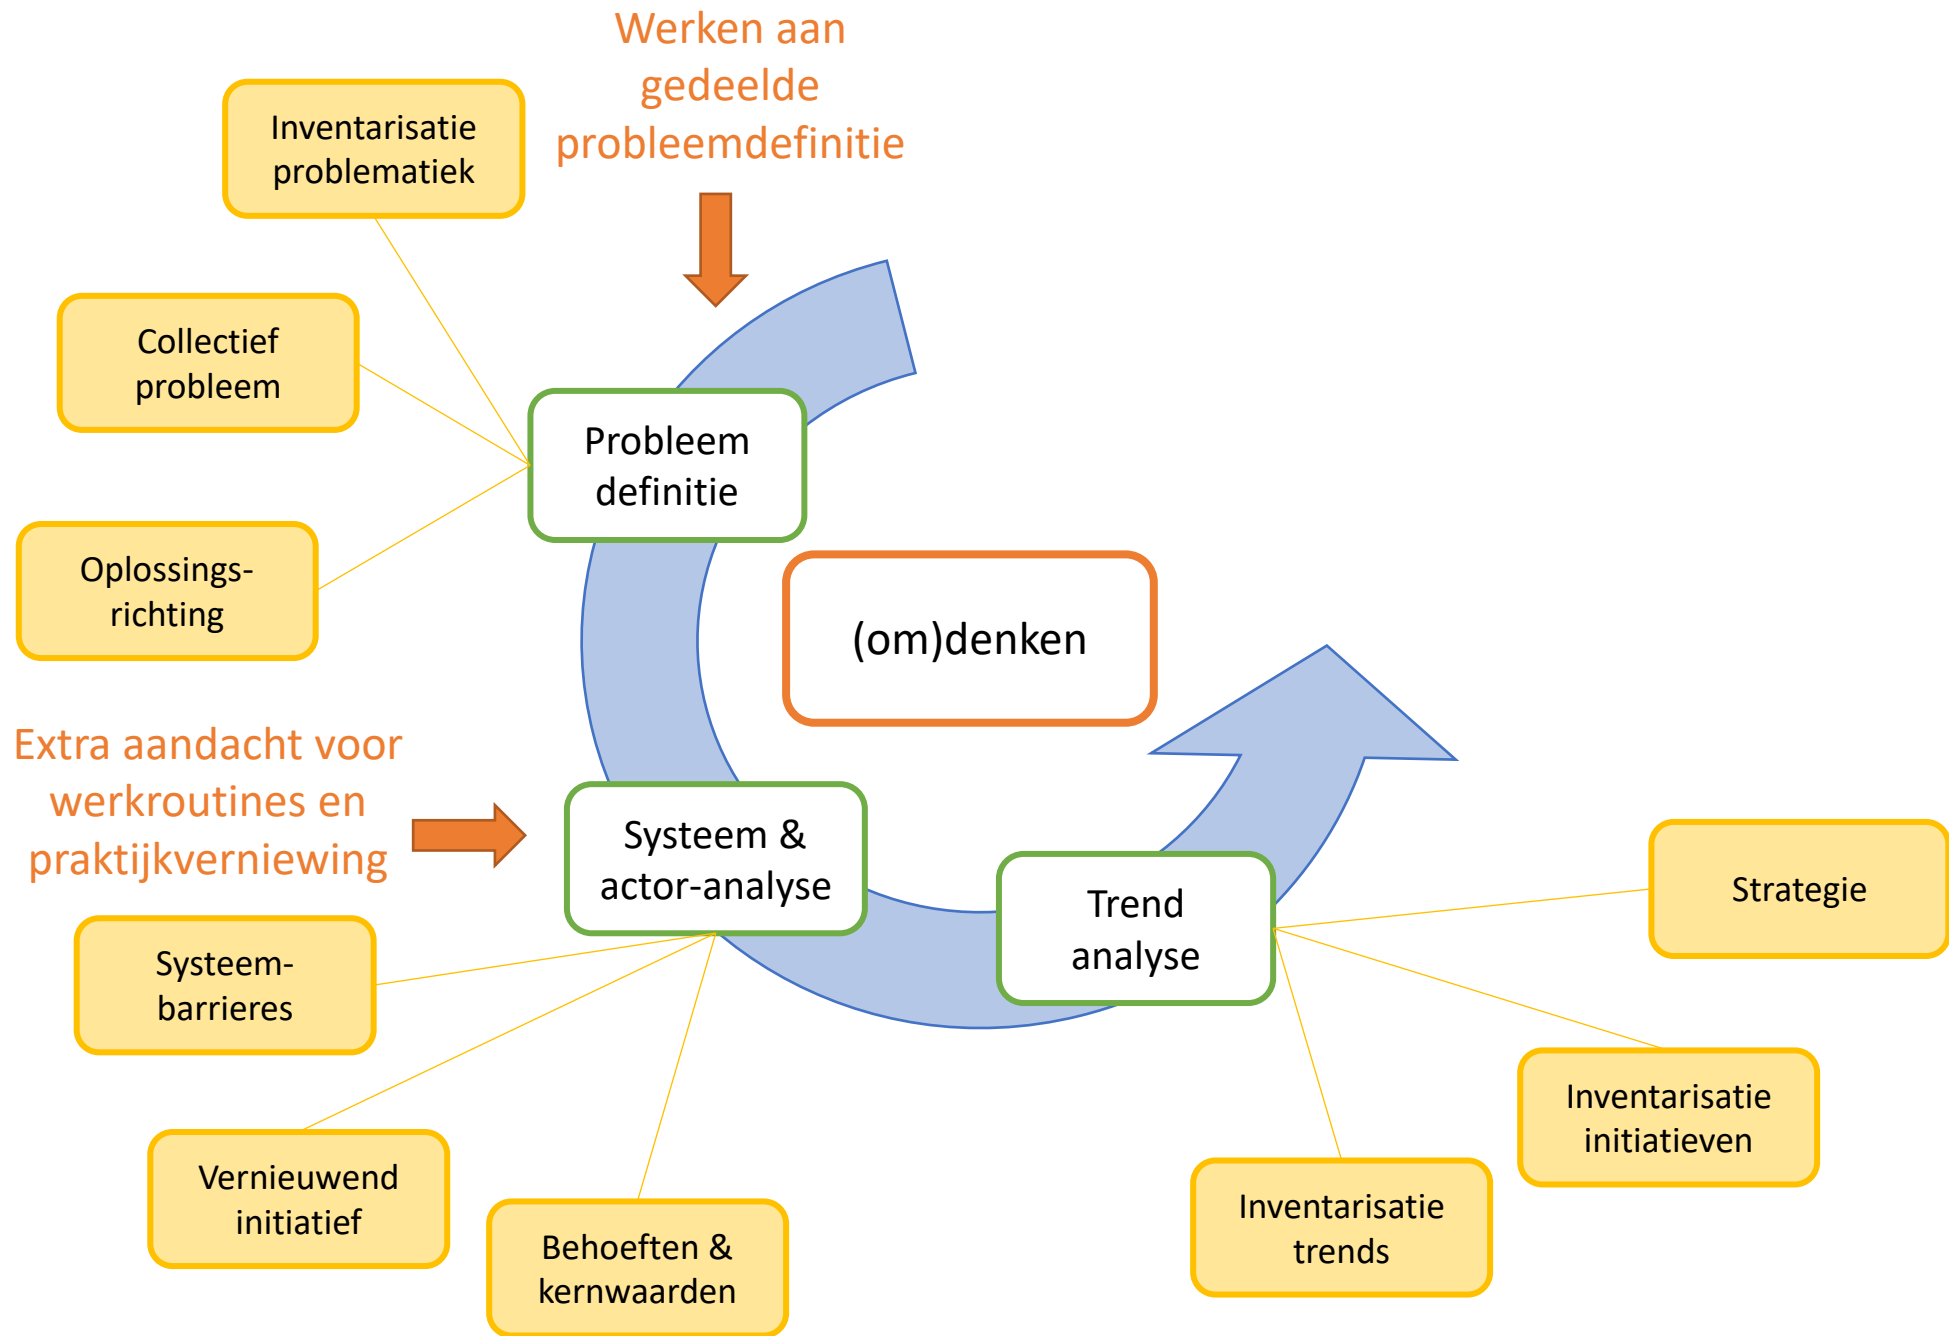 Werken aan
gedeelde
probleemdefinitie
Inventarisatie
problematiek
Collectief
probleem
Oplossings-
richting
Probleem
definitie
(om)denken
Extra aandacht voor
werkroutines en
praktijkverniewing
Systeem &
actor-analyse
Trend
analyse
Systeem-
barrieres
Vernieuwend
initiatief
Behoeften &
kernwaarden
Strategie
Inventarisatie
initiatieven
Inventarisatie
trends